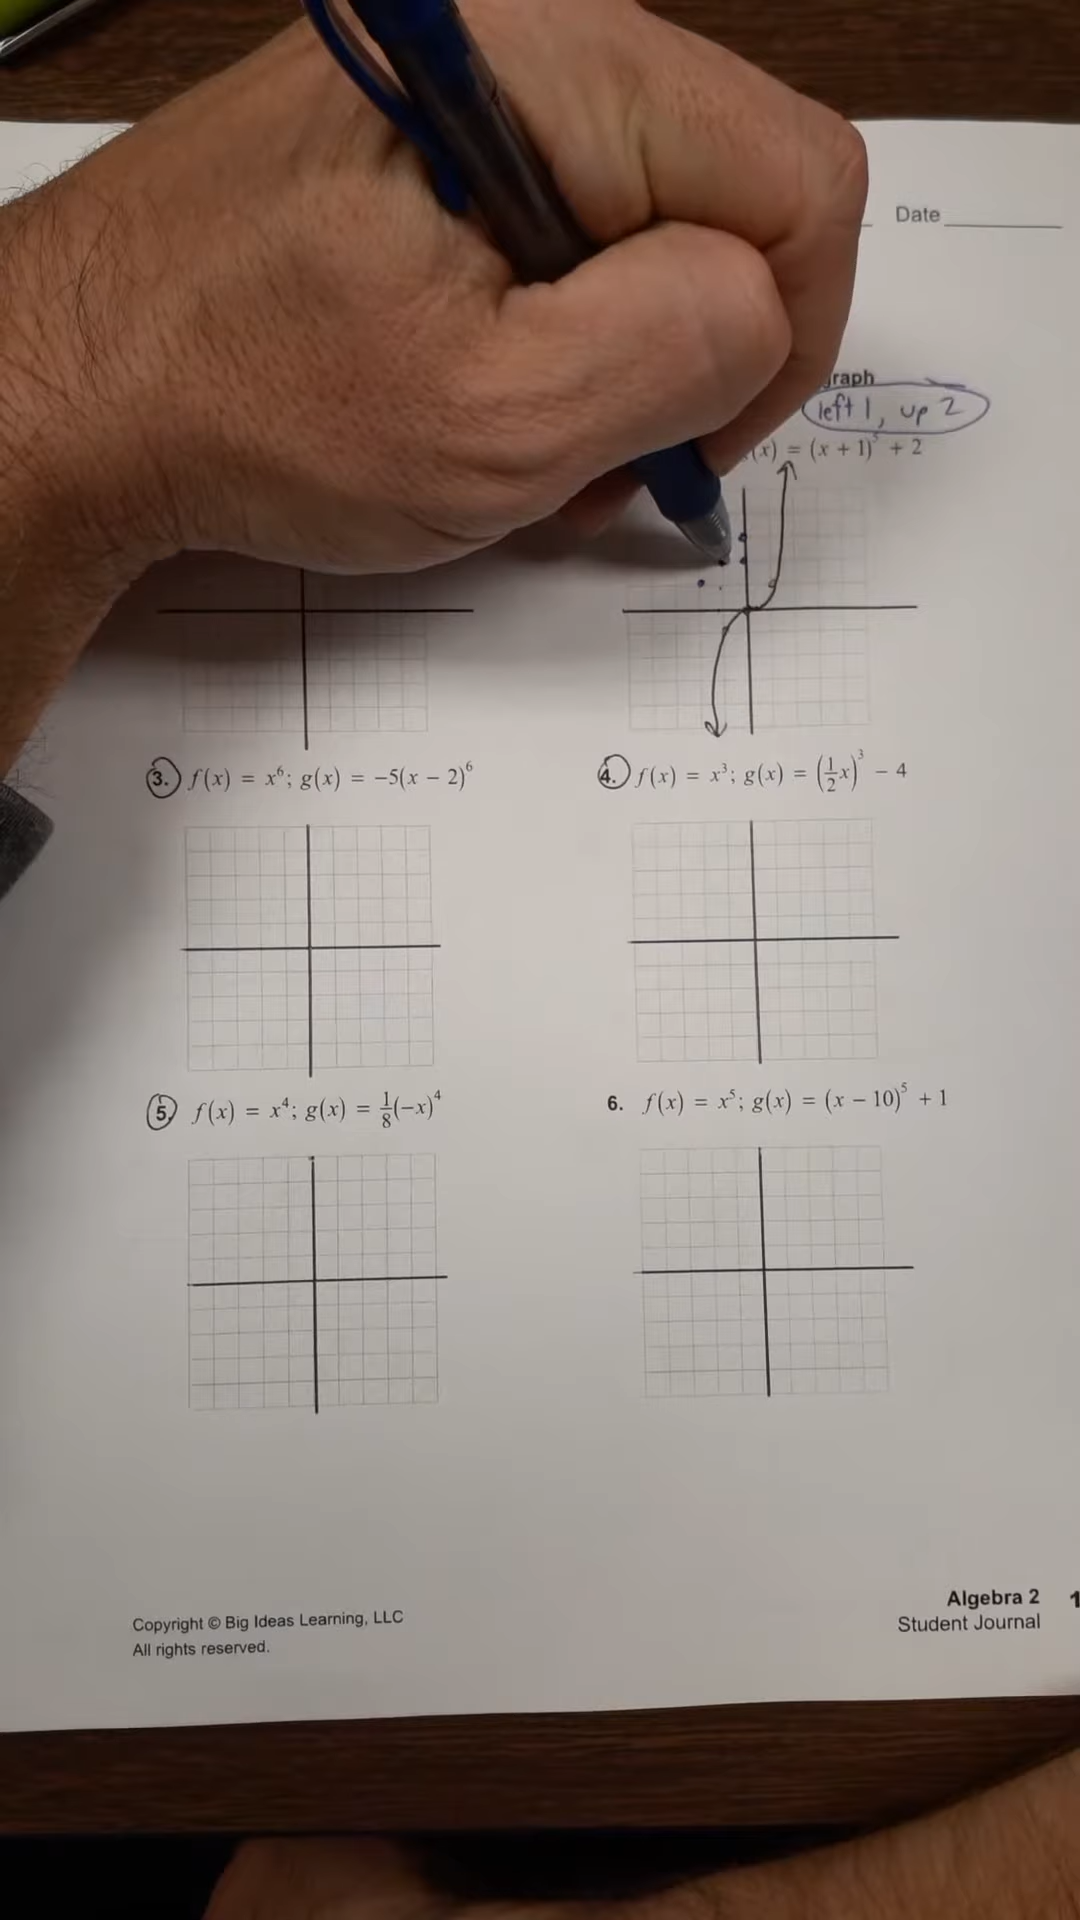 Date
graph
left 1, up 2
(x) = (x + 1)⁵ + 2
3. f(x) = x⁶; g(x) = −5(x − 2)⁶
4. f(x) = x³; g(x) = (1/2 x)³ − 4
5. f(x) = x⁴; g(x) = 1/8(−x)⁴
6. f(x) = x⁵; g(x) = (x − 10)⁵ + 1
Copyright © Big Ideas Learning, LLC
All rights reserved.
Algebra 2
Student Journal